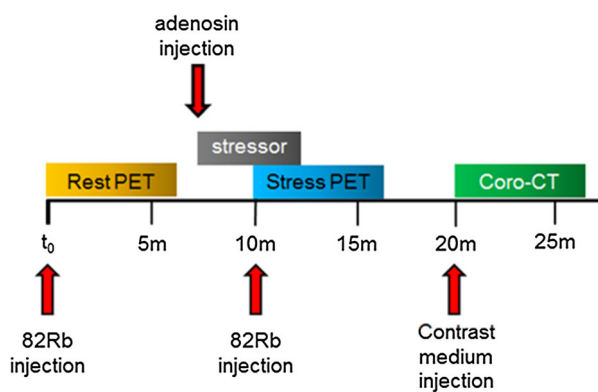 adenosin
injection
stressor
Rest PET
Stress PET
Coro-CT
t0
5m
10m
15m
20m
25m
82Rb
injection
82Rb
injection
Contrast
medium
injection